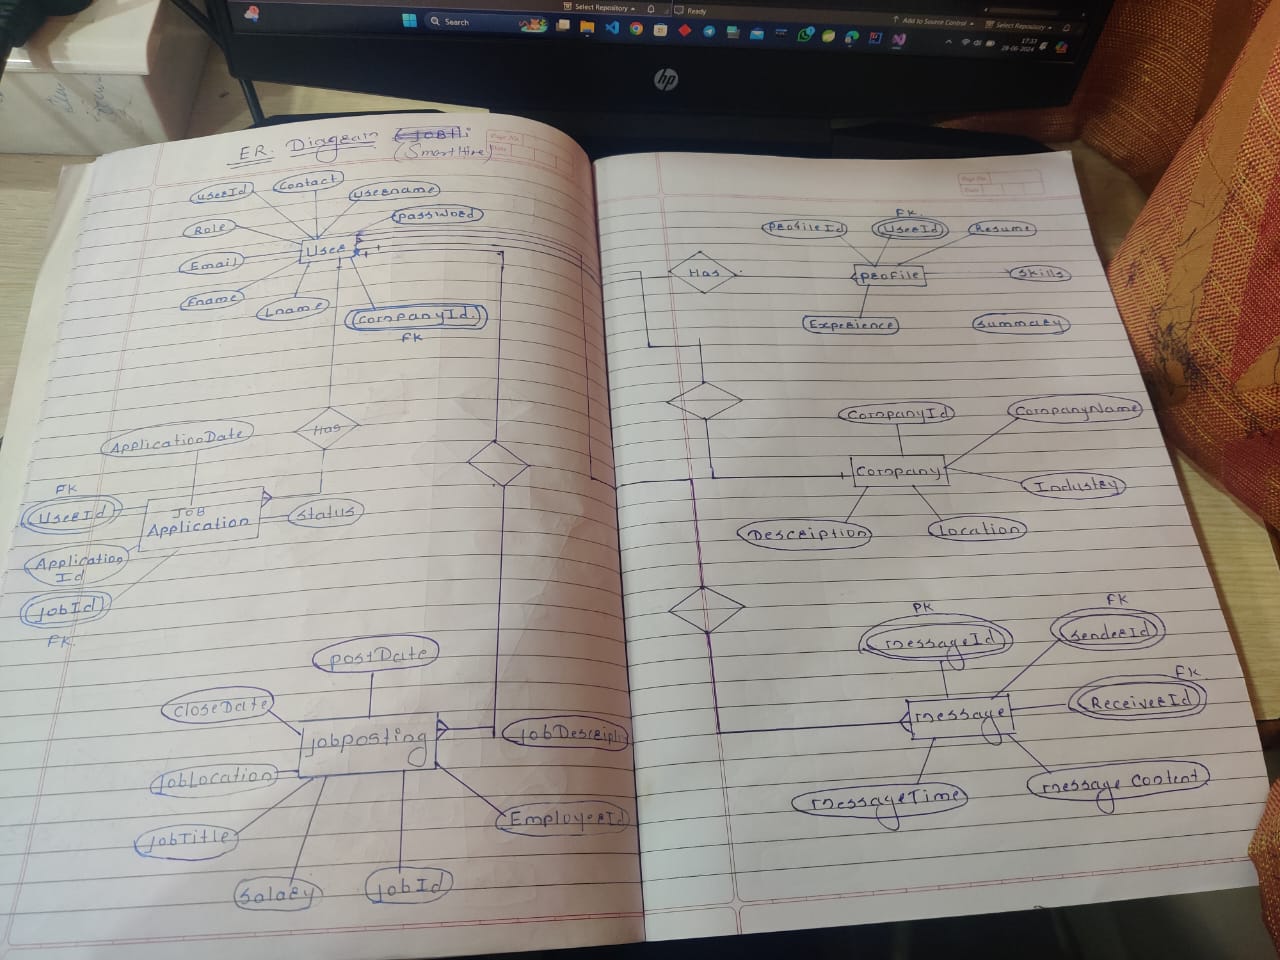 Select Repository
Ready
Add to Source Control
Select Repository
Search
17:33
28-06-2024
hp
ER. Diagram
(SmartHire)
Page No.
Date
UserId
Contact
Username
Password
Role
User
Email
Fname
Lname
CompanyId.
FK
ApplicationDate
Has
FK
UserId
JOB
Application
Status
Application
Id
JobId
FK.
postDate
closeDate
jobposting
jobDescripti
jobLocation
EmployerId
jobTitle
Salary
jobId
Page No.
Date
FK.
ProfileId
UserId
Resume
Has
Profile
Skills
Experience
Summary
CompanyId
CompanyName
Company
Industry
Description
Location
PK
FK
messageId
SenderId
FK.
ReceiverId
message
messageTime
message Content